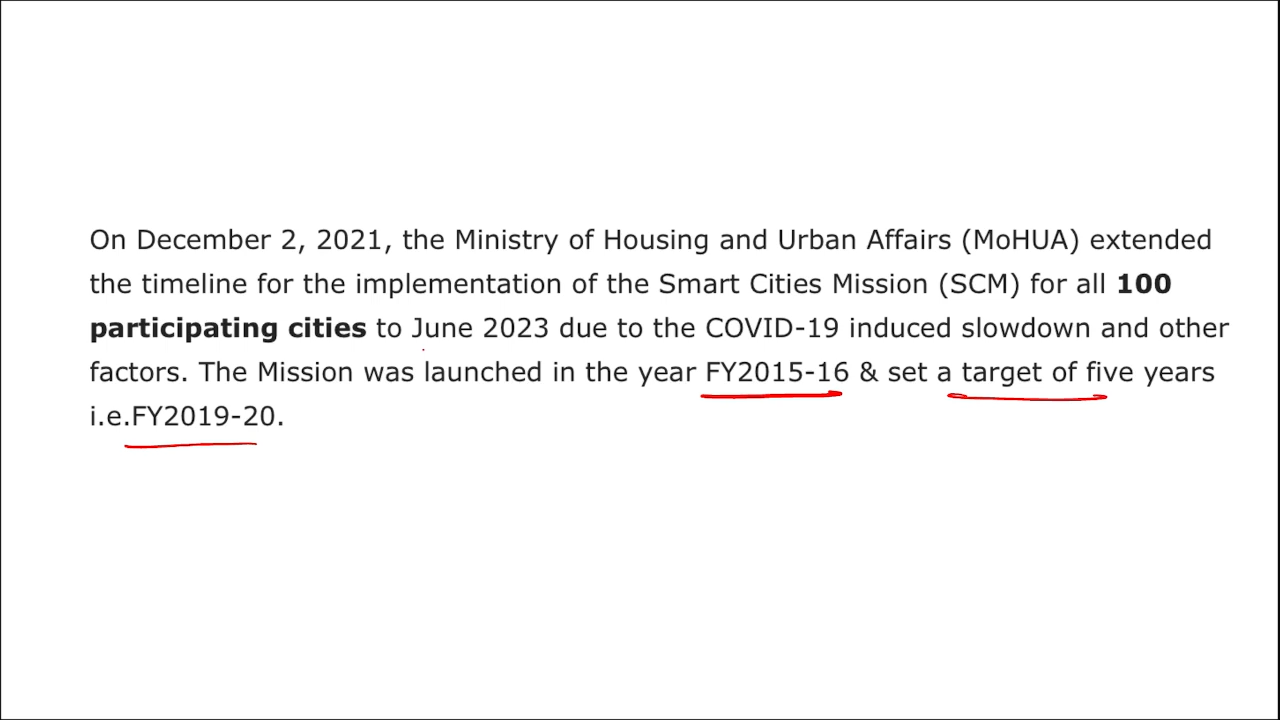 On December 2, 2021, the Ministry of Housing and Urban Affairs (MoHUA) extended
the timeline for the implementation of the Smart Cities Mission (SCM) for all 100
participating cities to June 2023 due to the COVID-19 induced slowdown and other
factors. The Mission was launched in the year FY2015-16 & set a target of five years
i.e.FY2019-20.